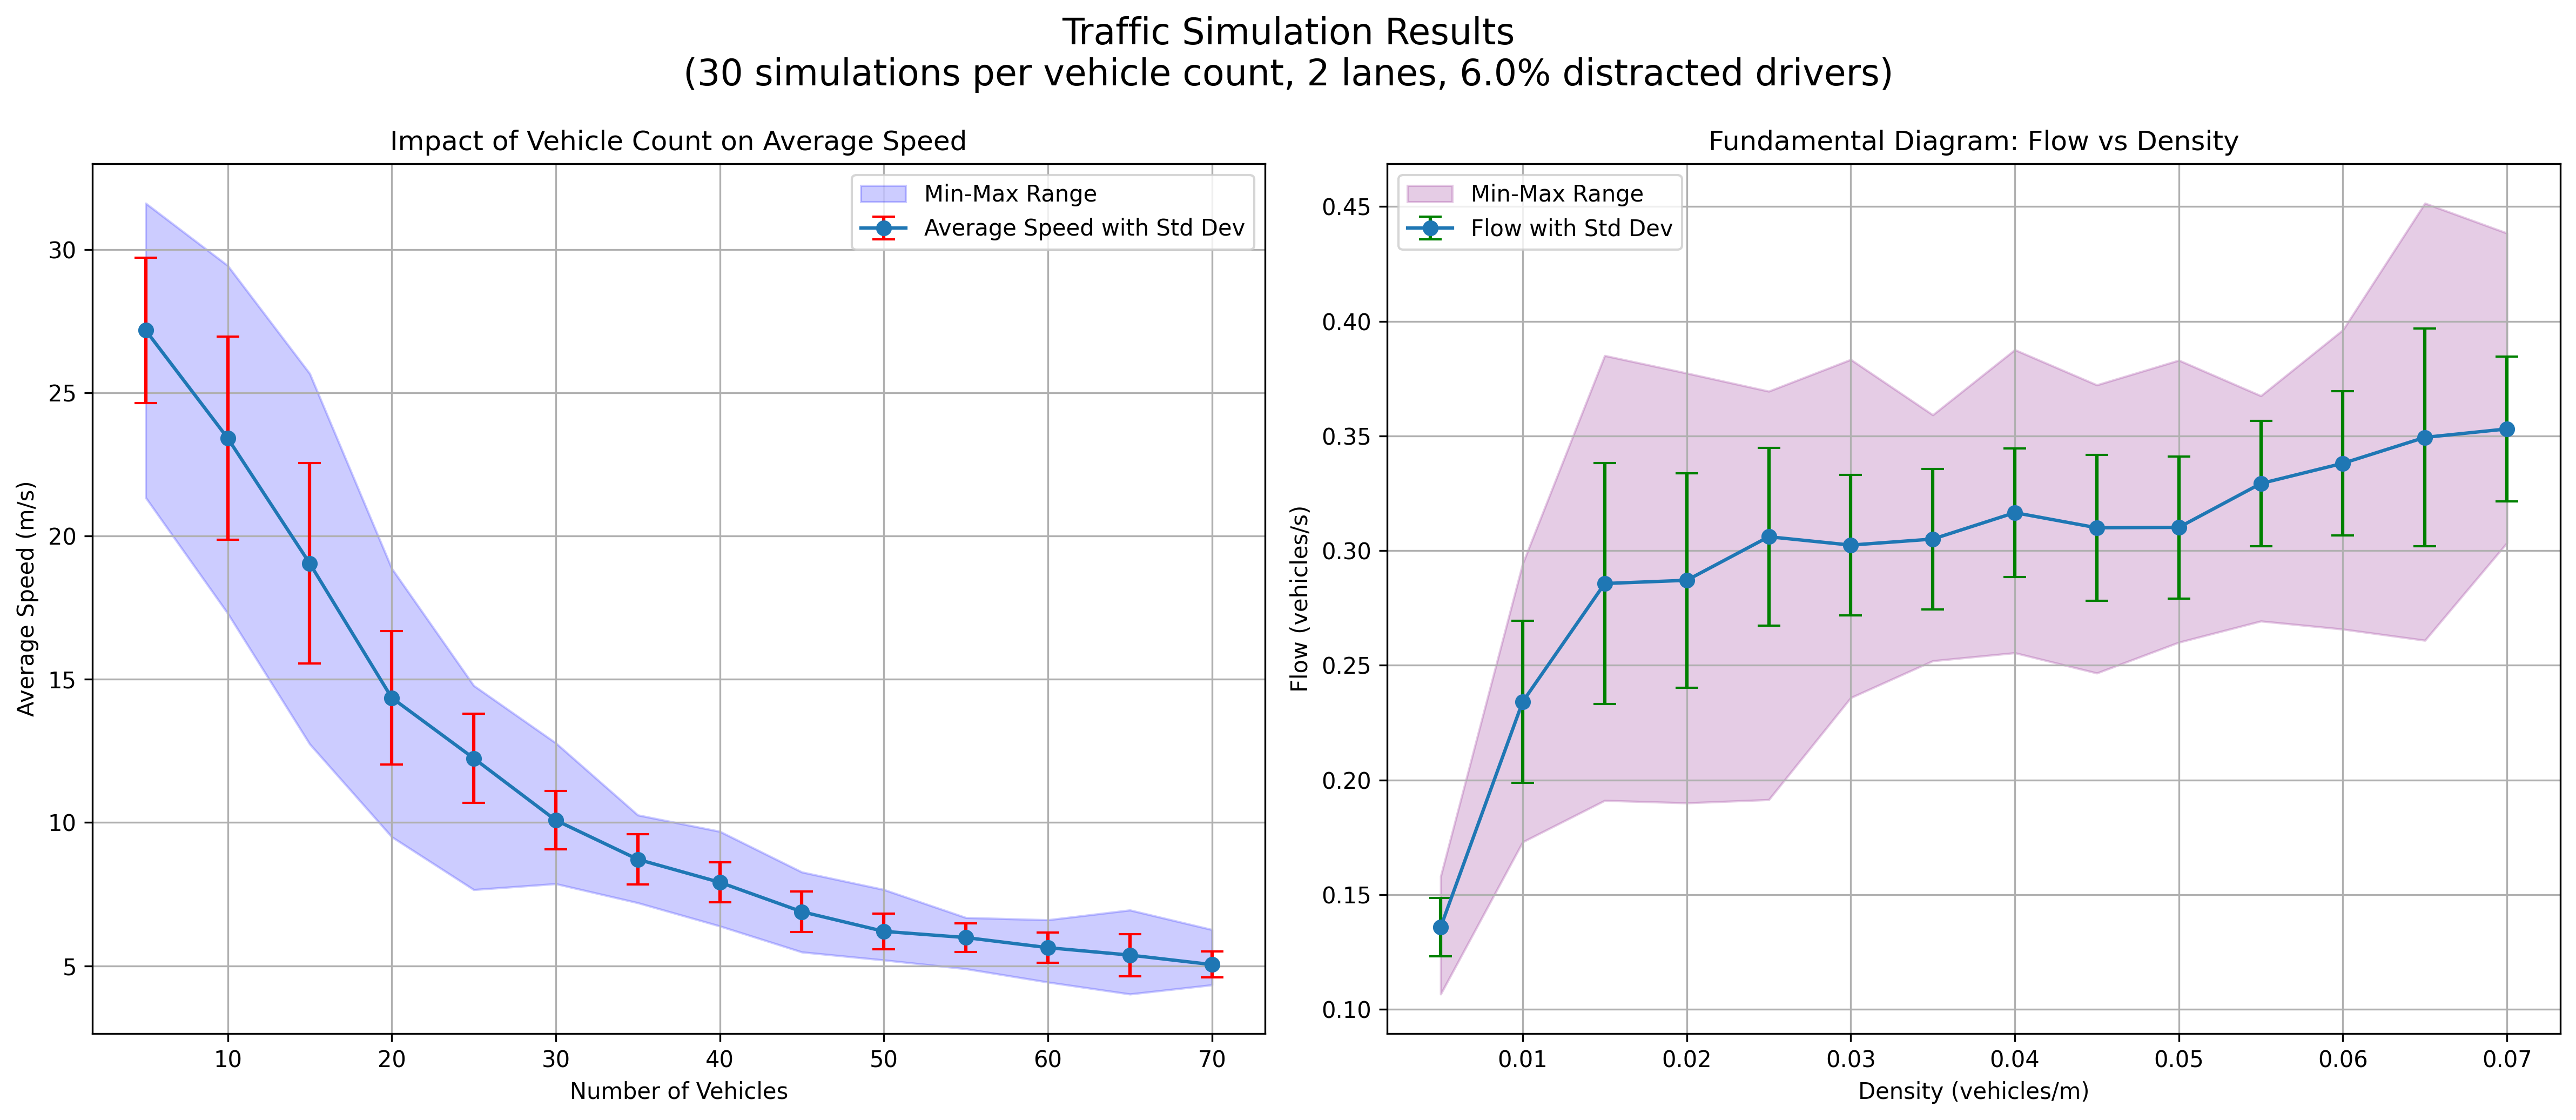 Traffic Simulation Results
(30 simulations per vehicle count, 2 lanes, 6.0% distracted drivers)
Impact of Vehicle Count on Average Speed
Min-Max Range
Average Speed with Std Dev
30
25
20
15
10
5
Average Speed (m/s)
10 20 30 40 50 60 70
Number of Vehicles
Fundamental Diagram: Flow vs Density
Min-Max Range
Flow with Std Dev
0.45
0.40
0.35
0.30
0.25
0.20
0.15
0.10
Flow (vehicles/s)
0.01 0.02 0.03 0.04 0.05 0.06 0.07
Density (vehicles/m)